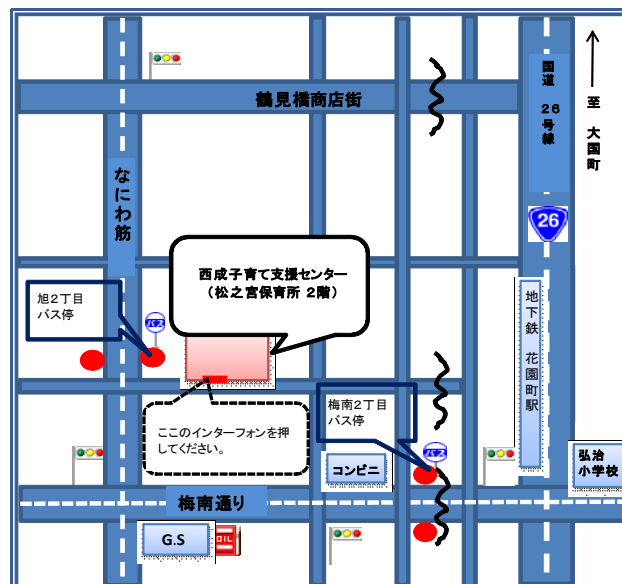 鶴見橋商店街
国道 26号線
至 大国町
26
なにわ筋
西成子育て支援センター
（松之宮保育所 2階）
旭２丁目
バス停
バス
地下鉄 花園町駅
ここのインターフォンを押
してください。
梅南２丁目
バス停
バス
コンビニ
弘治
小学校
梅南通り
G.S
OIL